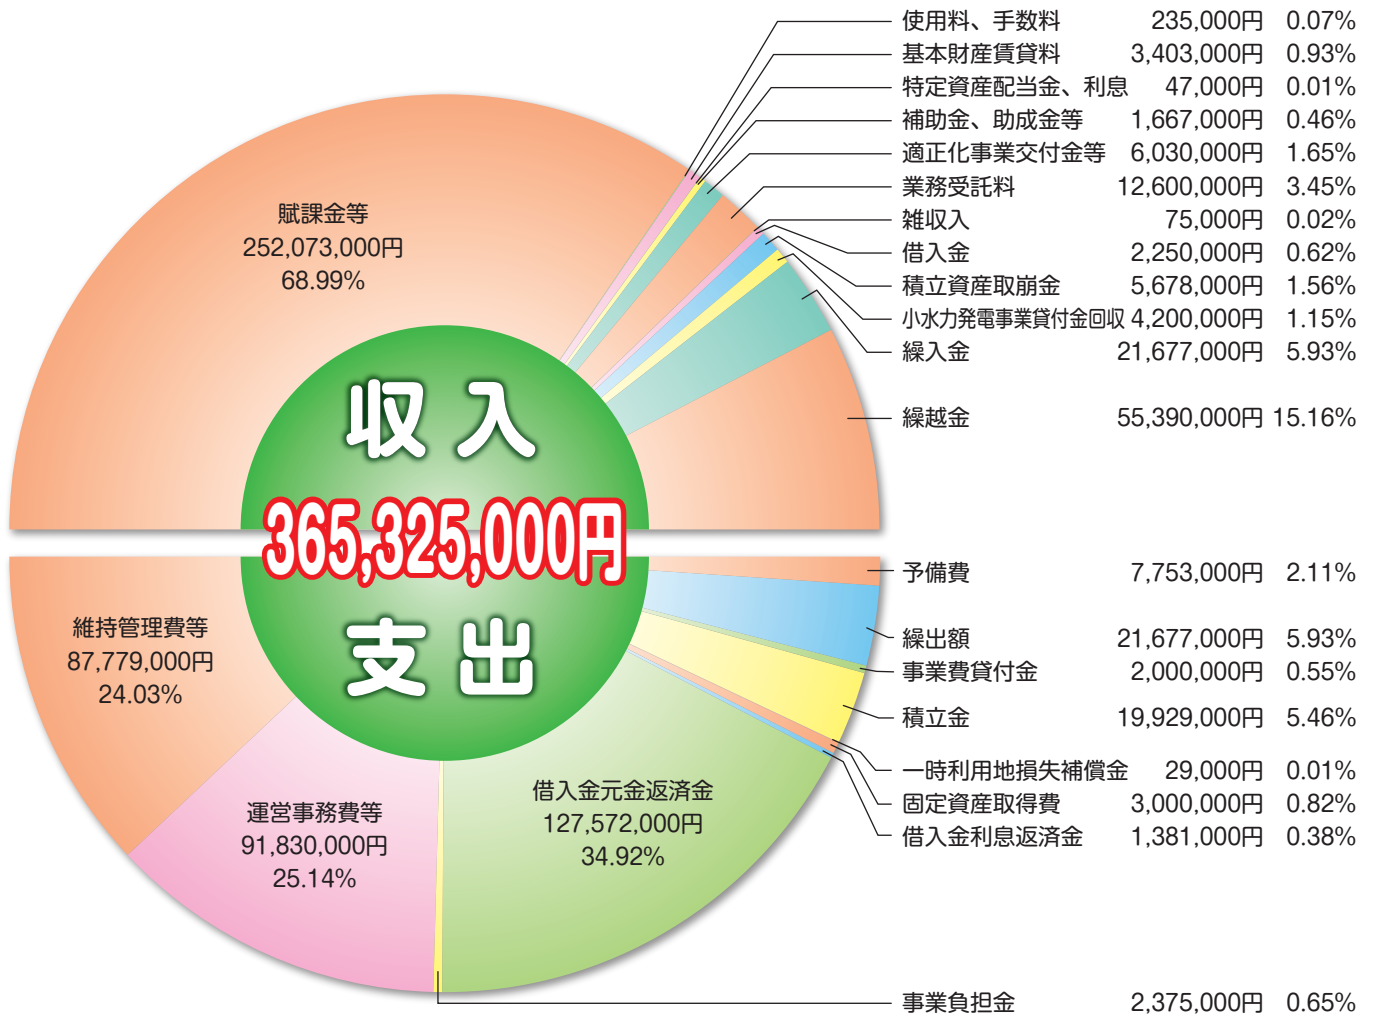 使用料、手数料 235,000円 0.07%
基本財産賃貸料 3,403,000円 0.93%
特定資産配当金、利息 47,000円 0.01%
補助金、助成金等 1,667,000円 0.46%
適正化事業交付金等 6,030,000円 1.65%
業務受託料 12,600,000円 3.45%
雑収入 75,000円 0.02%
借入金 2,250,000円 0.62%
積立資産取崩金 5,678,000円 1.56%
小水力発電事業貸付金回収 4,200,000円 1.15%
繰入金 21,677,000円 5.93%
繰越金 55,390,000円 15.16%
賦課金等
252,073,000円
68.99%
収入
365,325,000円
支出
維持管理費等
87,779,000円
24.03%
運営事務費等
91,830,000円
25.14%
借入金元金返済金
127,572,000円
34.92%
予備費 7,753,000円 2.11%
繰出額 21,677,000円 5.93%
事業費貸付金 2,000,000円 0.55%
積立金 19,929,000円 5.46%
一時利用地損失補償金 29,000円 0.01%
固定資産取得費 3,000,000円 0.82%
借入金利息返済金 1,381,000円 0.38%
事業負担金 2,375,000円 0.65%